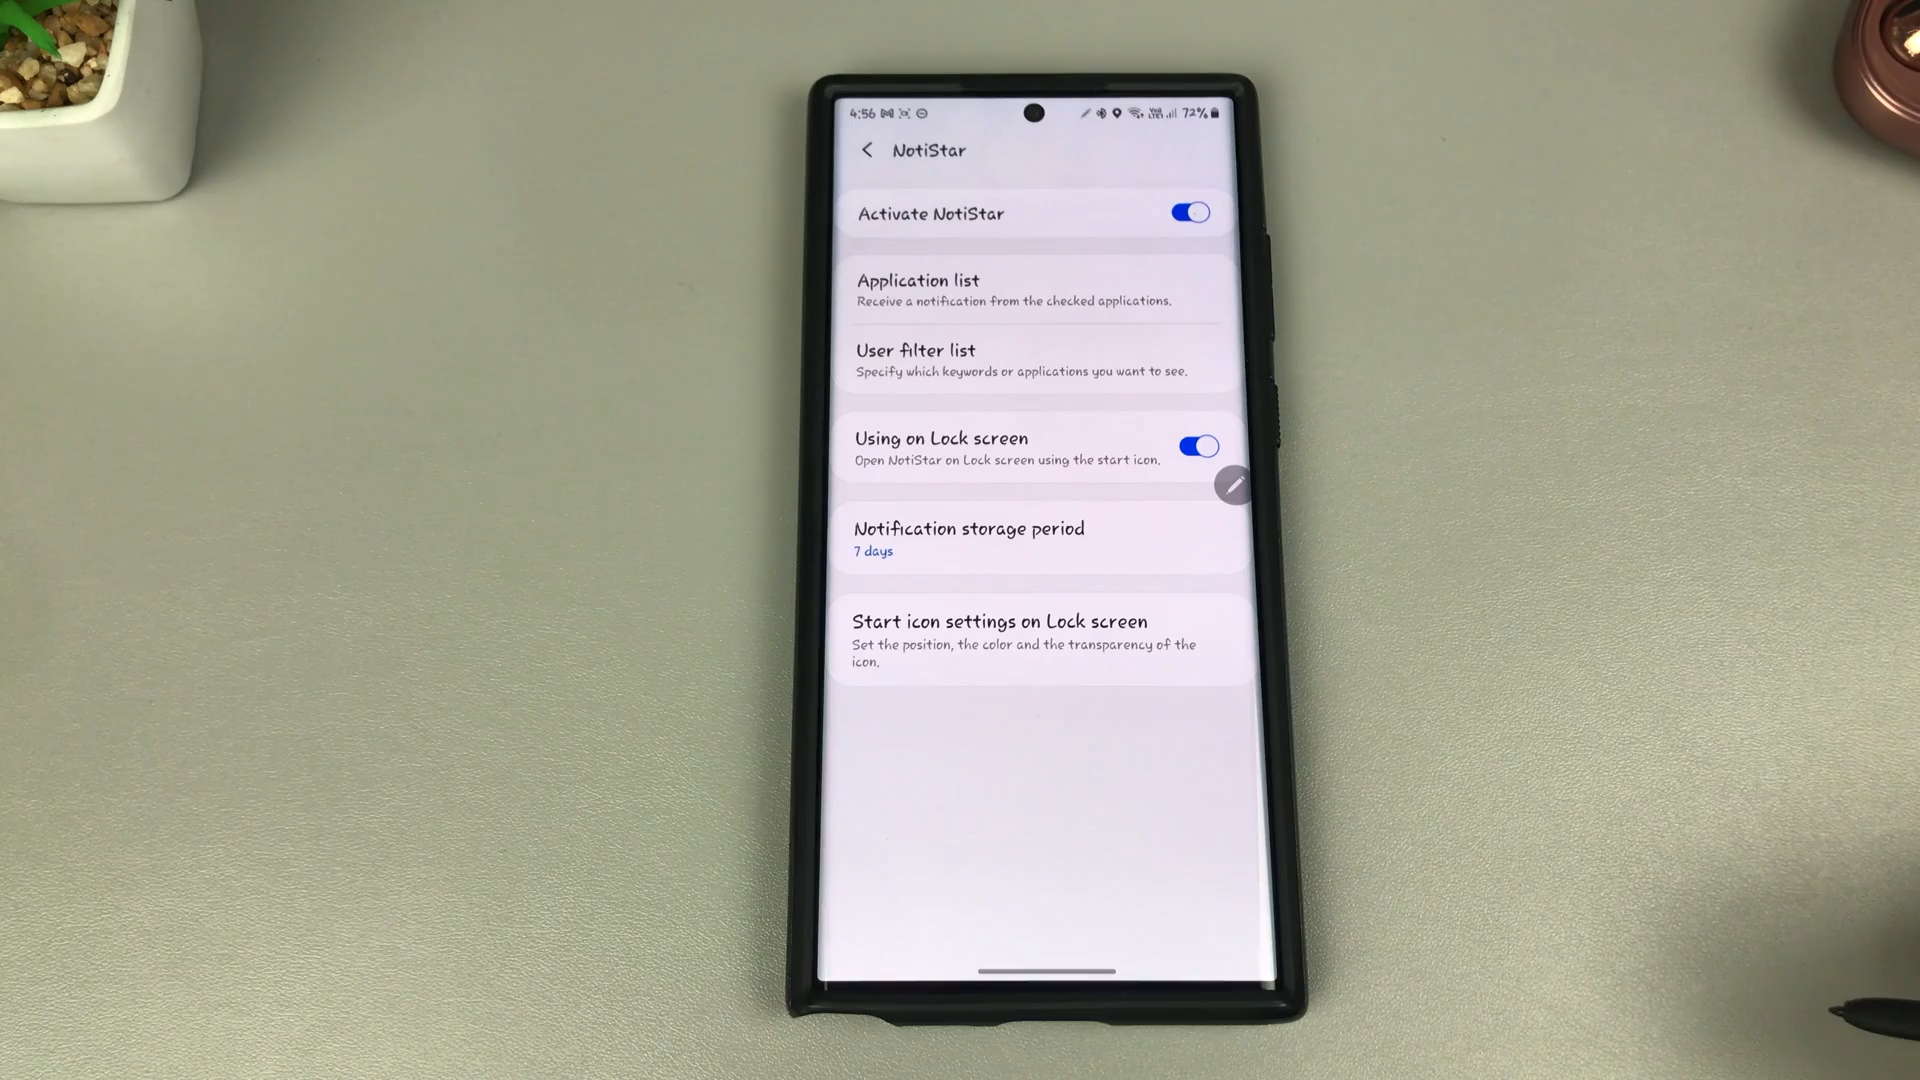 4:56 72%
NotiStar
Activate NotiStar
Application list
Receive a notification from the checked applications.
User filter list
Specify which keywords or applications you want to see.
Using on Lock screen
Open NotiStar on Lock screen using the start icon.
Notification storage period
7 days
Start icon settings on Lock screen
Set the position, the color and the transparency of the
icon.